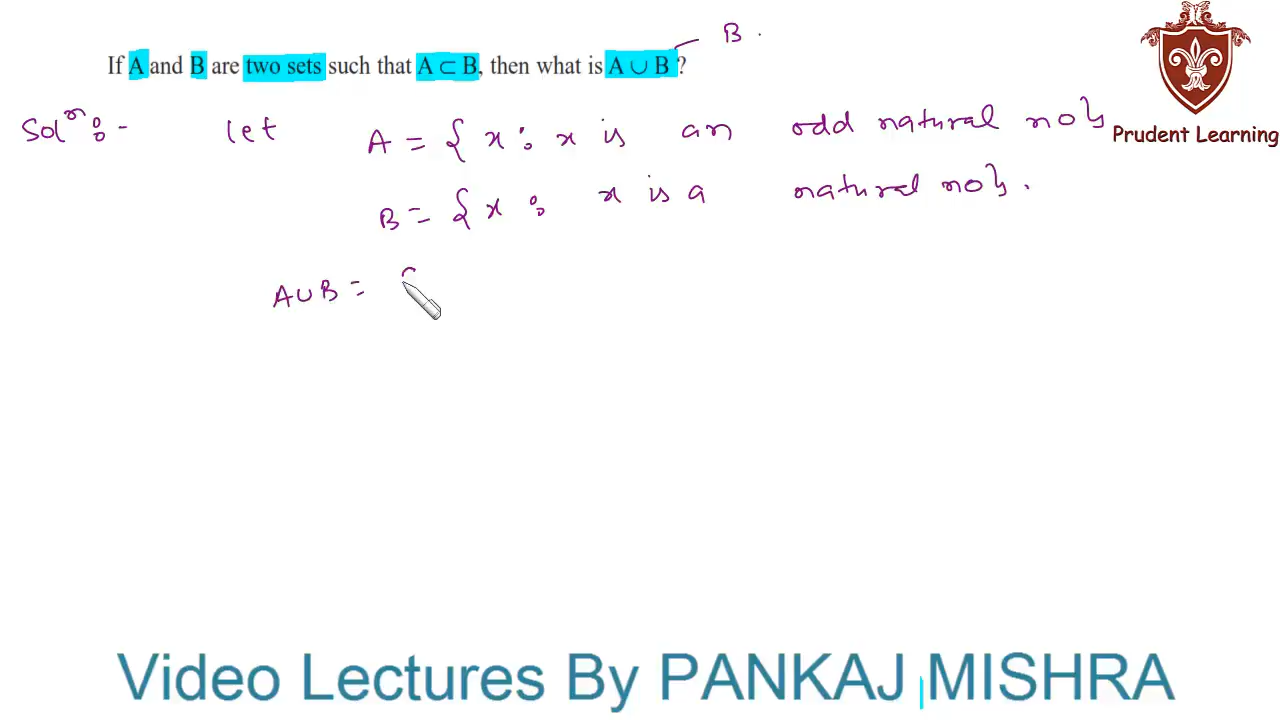 B .
If A and B are two sets such that A ⊂ B, then what is A ∪ B ?
Solⁿ :- let A = { x : x is an odd natural no}
Prudent Learning
B = { x : x is a natural no}.
A∪B =
Video Lectures By PANKAJ MISHRA